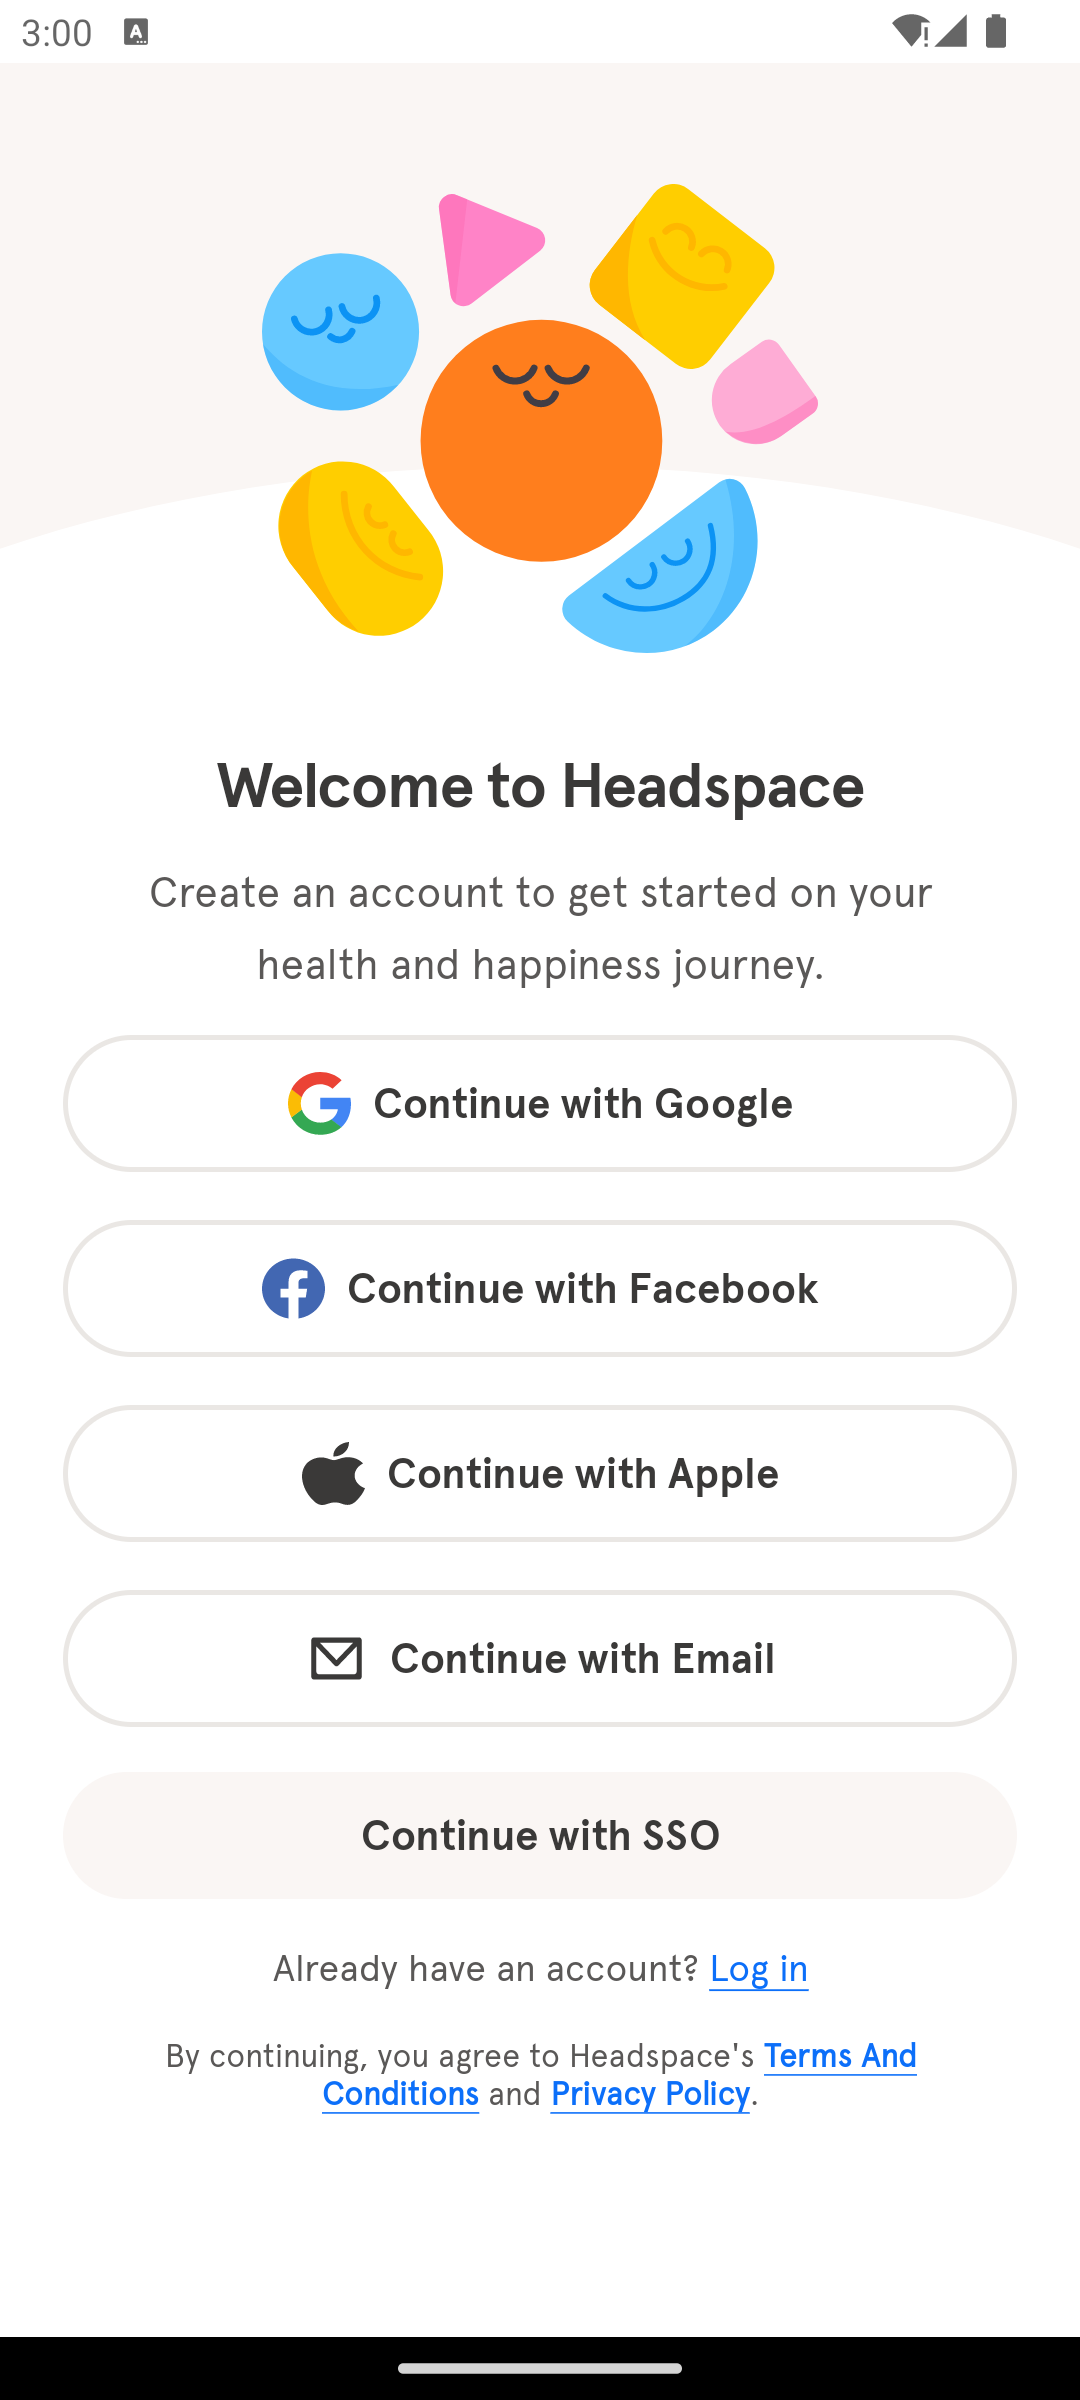 3:00
Welcome to Headspace
Create an account to get started on your
health and happiness journey.
Continue with Google
Continue with Facebook
Continue with Apple
Continue with Email
Continue with SSO
Already have an account? Log in
By continuing, you agree to Headspace's Terms And
Conditions and Privacy Policy.